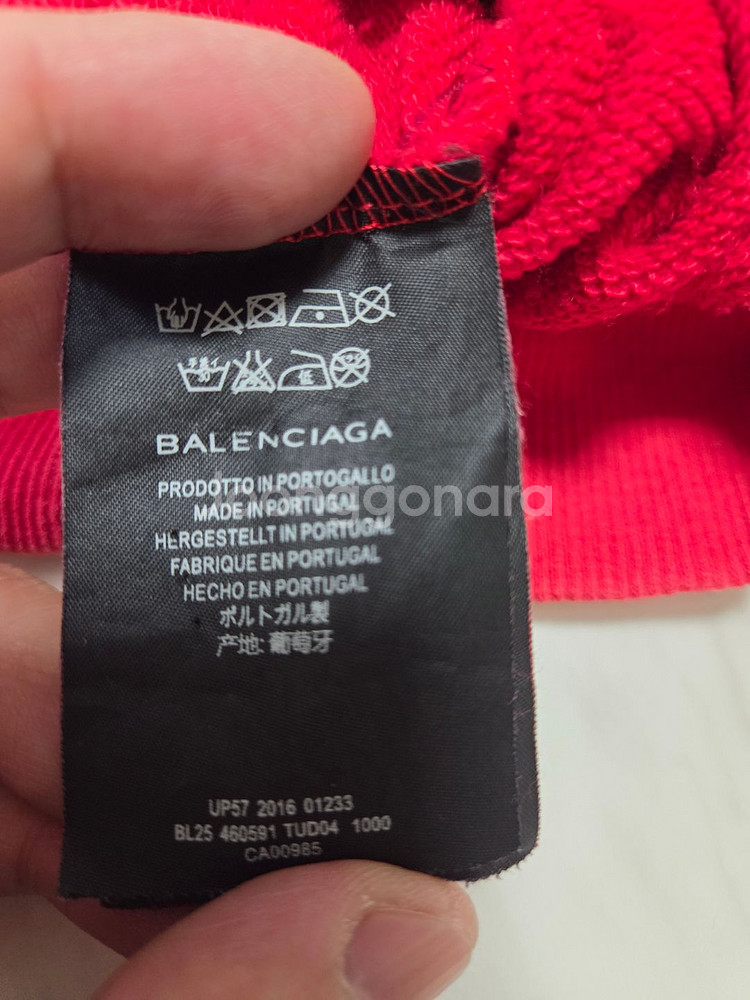 BALENCIAGA
PRODOTTO IN PORTOGALLO
MADE IN PORTUGAL
HERGESTELLT IN PORTUGAL
FABRIQUE EN PORTUGAL
HECHO EN PORTUGAL
ポルトガル製
产地: 葡萄牙
UP57 2016 01233
BL25 460591 TUD04 1000
CA00985